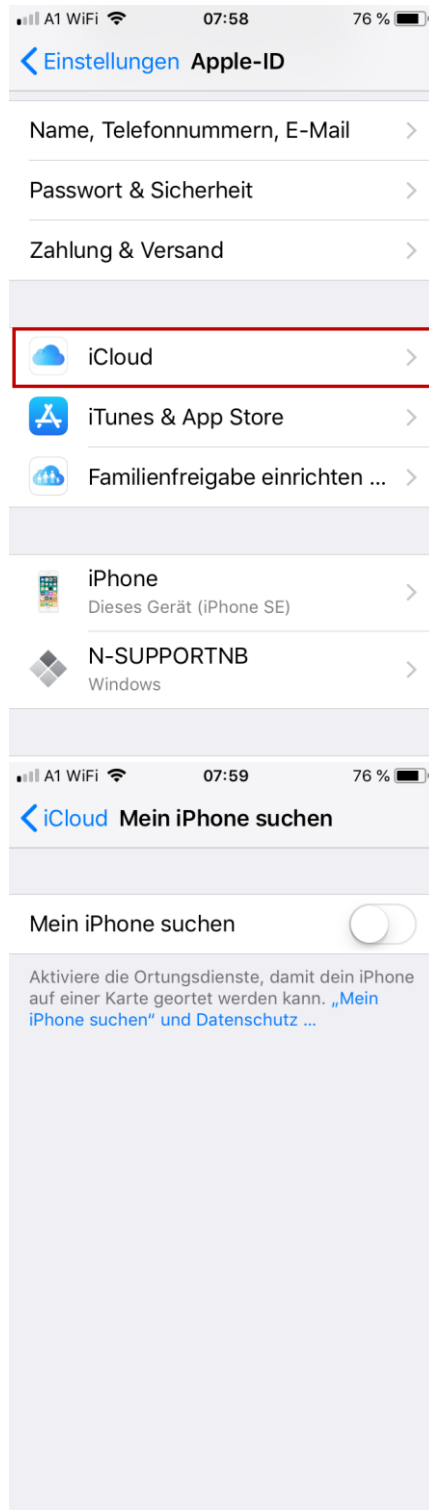 A1 WiFi 07:58 76 %
Einstellungen Apple-ID
Name, Telefonnummern, E-Mail
Passwort & Sicherheit
Zahlung & Versand
iCloud
iTunes & App Store
Familienfreigabe einrichten ...
iPhone
Dieses Gerät (iPhone SE)
N-SUPPORTNB
Windows
A1 WiFi 07:59 76 %
iCloud Mein iPhone suchen
Mein iPhone suchen
Aktiviere die Ortungsdienste, damit dein iPhone
auf einer Karte geortet werden kann. „Mein
iPhone suchen“ und Datenschutz ...